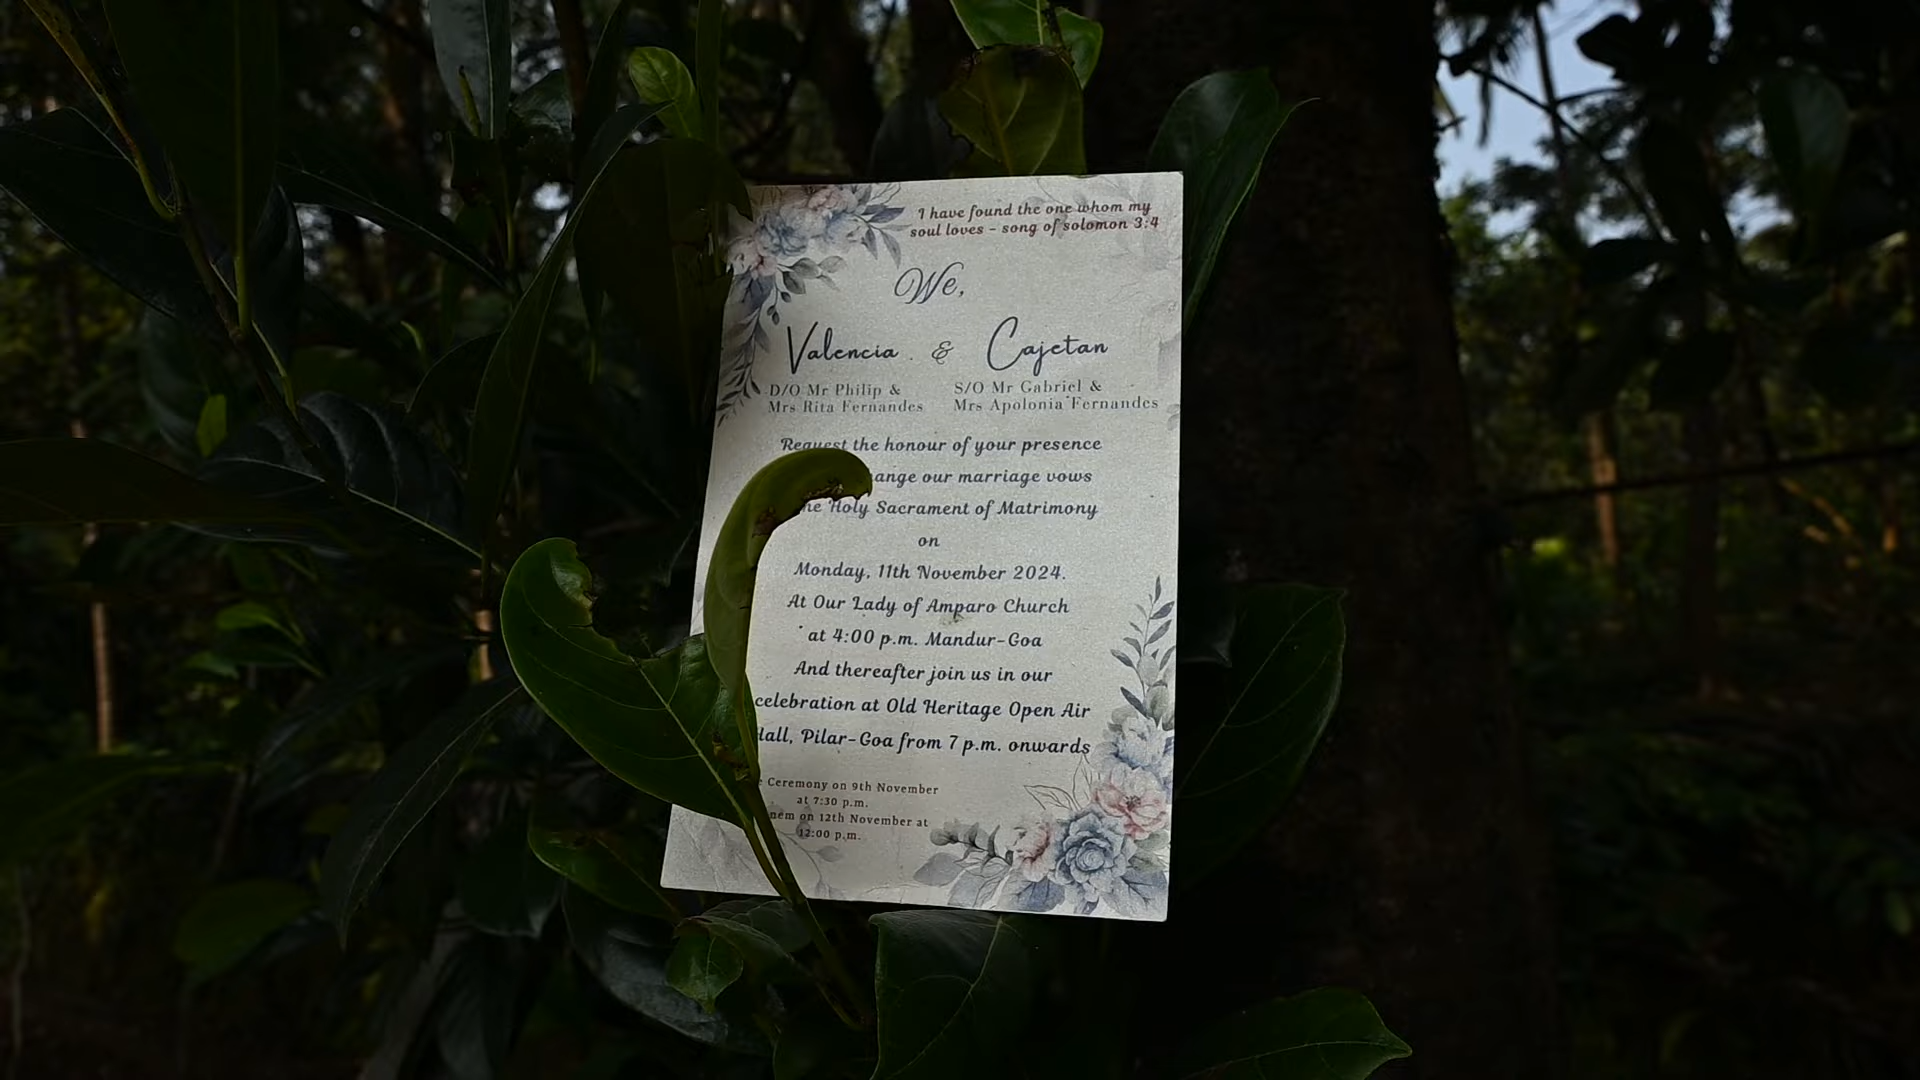 I have found the one whom my
soul loves - song of solomon 3:4
We,
Valencia & Cajetan
D/O Mr Philip &
Mrs Rita Fernandes
S/O Mr Gabriel &
Mrs Apolonia Fernandes
Request the honour of your presence
our marriage vows
Holy Sacrament of Matrimony
on
Monday, 11th November 2024.
At Our Lady of Amparo Church
at 4:00 p.m. Mandur-Goa
And thereafter join us in our
celebration at Old Heritage Open Air
Hall, Pilar-Goa from 7 p.m. onwards
Ceremony on 9th November
at 7:30 p.m.
on 12th November at
12:00 p.m.